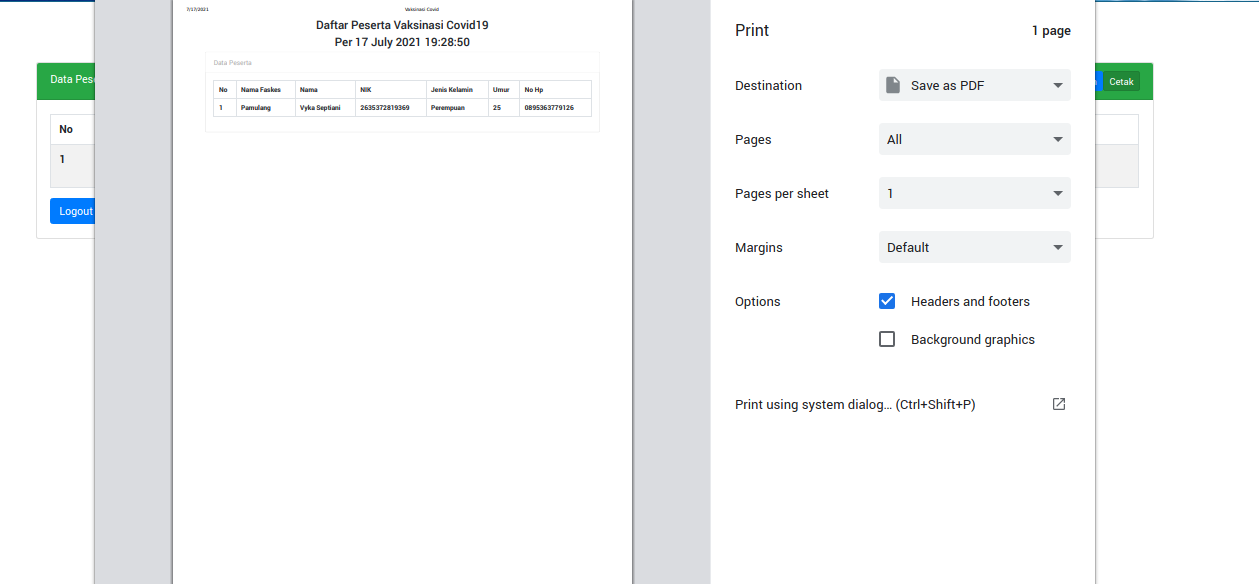 7/17/2021 Vaksinasi Covid
Daftar Peserta Vaksinasi Covid19
Per 17 July 2021 19:28:50
Data Peserta
No Nama Faskes Nama NIK Jenis Kelamin Umur No Hp
1 Pamulang Vyka Septiani 2635372819369 Perempuan 25 0895363779126
Data Pes
No
1
Logout
Print 1 page
Destination Save as PDF
Pages All
Pages per sheet 1
Margins Default
Options Headers and footers
Background graphics
Print using system dialog... (Ctrl+Shift+P)
Cetak